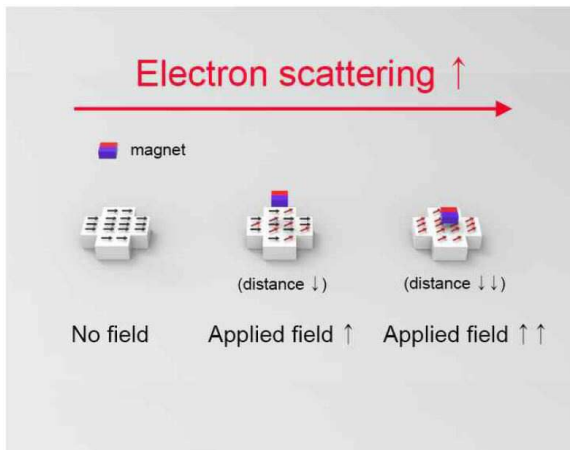 Electron scattering ↑
magnet
(distance ↓)
(distance ↓↓)
No field
Applied field ↑
Applied field ↑↑